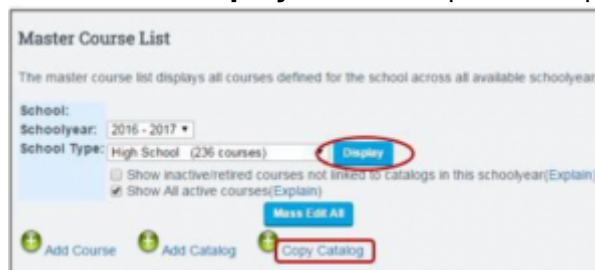 Master Course List
The master course list displays all courses defined for the school across all available schoolyear
School:
Schoolyear: 2016 - 2017
School Type: High School (236 courses) Display
Show inactive/retired courses not linked to catalogs in this schoolyear(Explain)
Show All active courses(Explain)
Mass Edit All
Add Course Add Catalog Copy Catalog